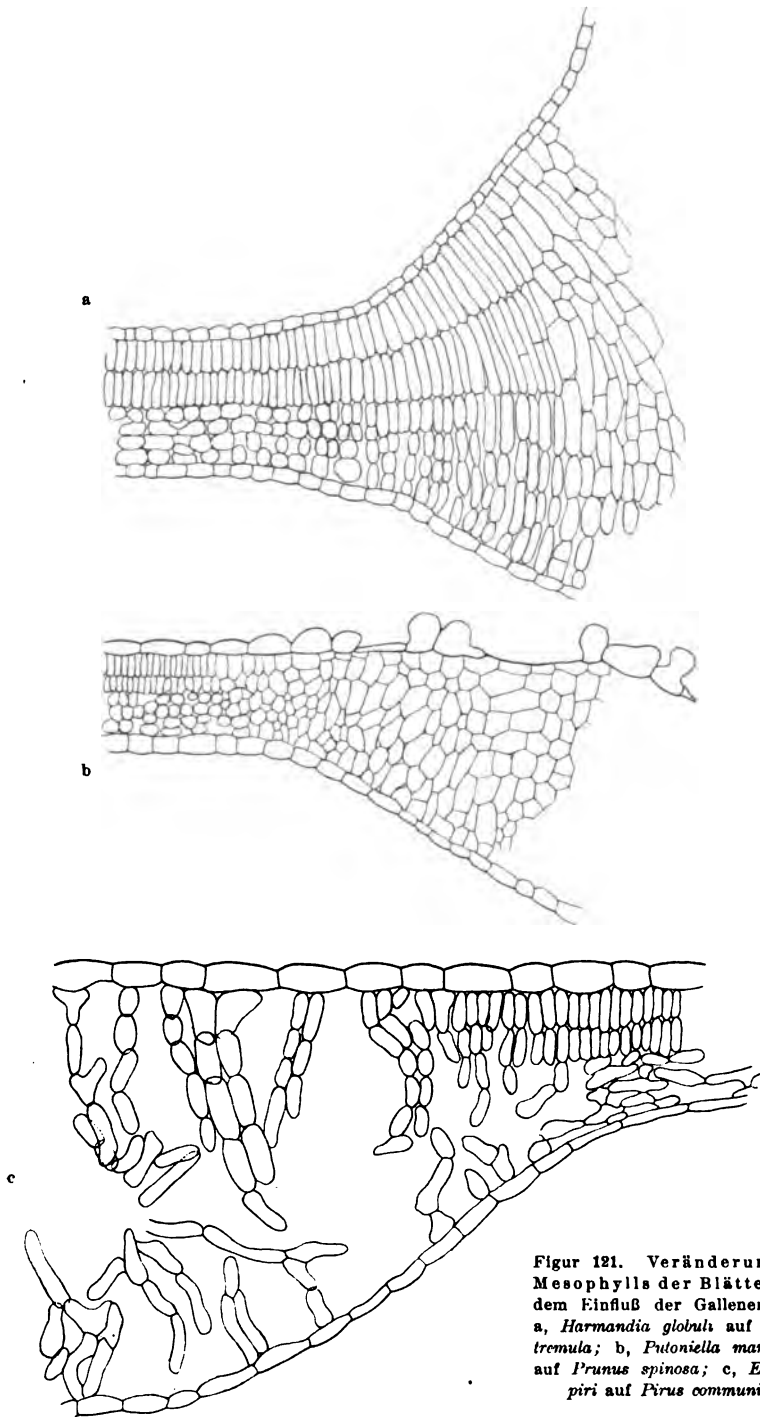 a
b
c
Figur 121. Veränderun
Mesophylls der Blätte
dem Einfluß der Gallener
a, Harmandia globuli auf
tremula; b, Putoniella mar
auf Prunus spinosa; c, E
piri auf Pirus communi